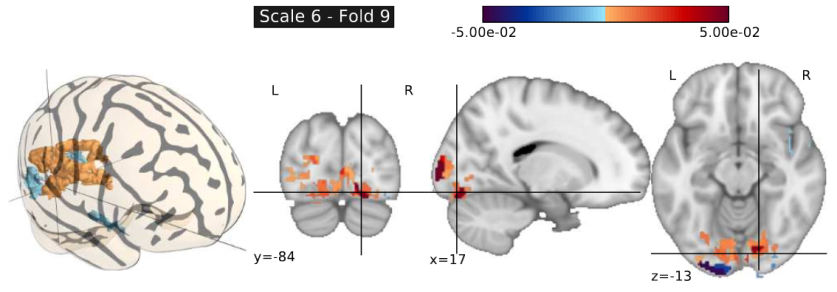 Scale 6 - Fold 9
-5.00e-02
5.00e-02
L
R
y=-84
x=17
L
R
z=-13